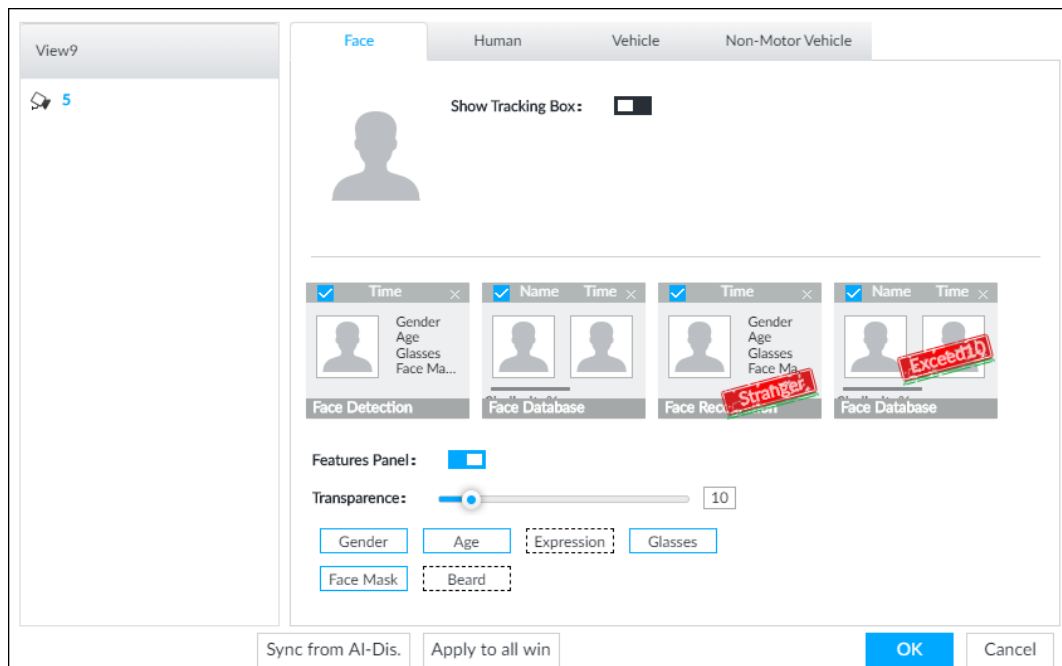 View9
5
Face Human Vehicle Non-Motor Vehicle
Show Tracking Box:
Time Name Time Time Name Time
Gender
Age
Glasses
Face Ma...
Gender
Age
Glasses
Face Ma...
Stranger
Exceed10
Face Detection Face Database Face Recognition Face Database
Features Panel:
Transparence:
10
Gender Age Expression Glasses
Face Mask Beard
Sync from AI-Dis. Apply to all win OK Cancel